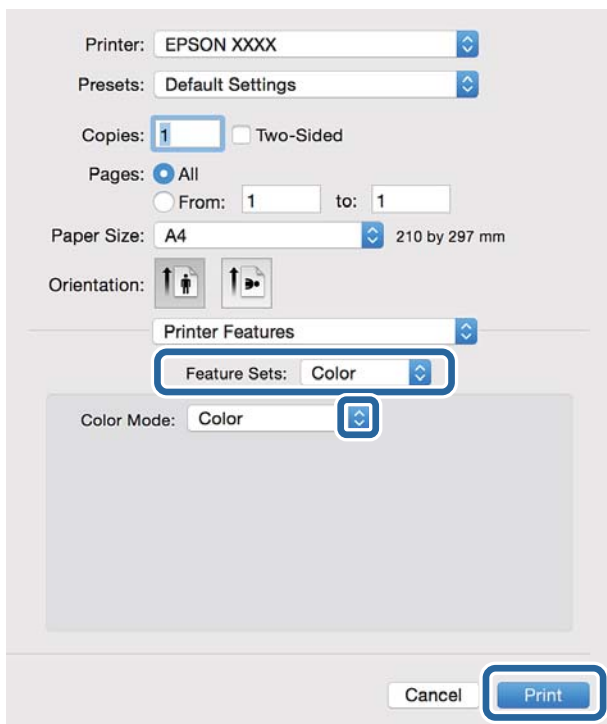 Printer: EPSON XXXX
Presets: Default Settings
Copies: 1 Two-Sided
Pages: All
From: 1 to: 1
Paper Size: A4 210 by 297 mm
Orientation:
Printer Features
Feature Sets: Color
Color Mode: Color
Cancel Print